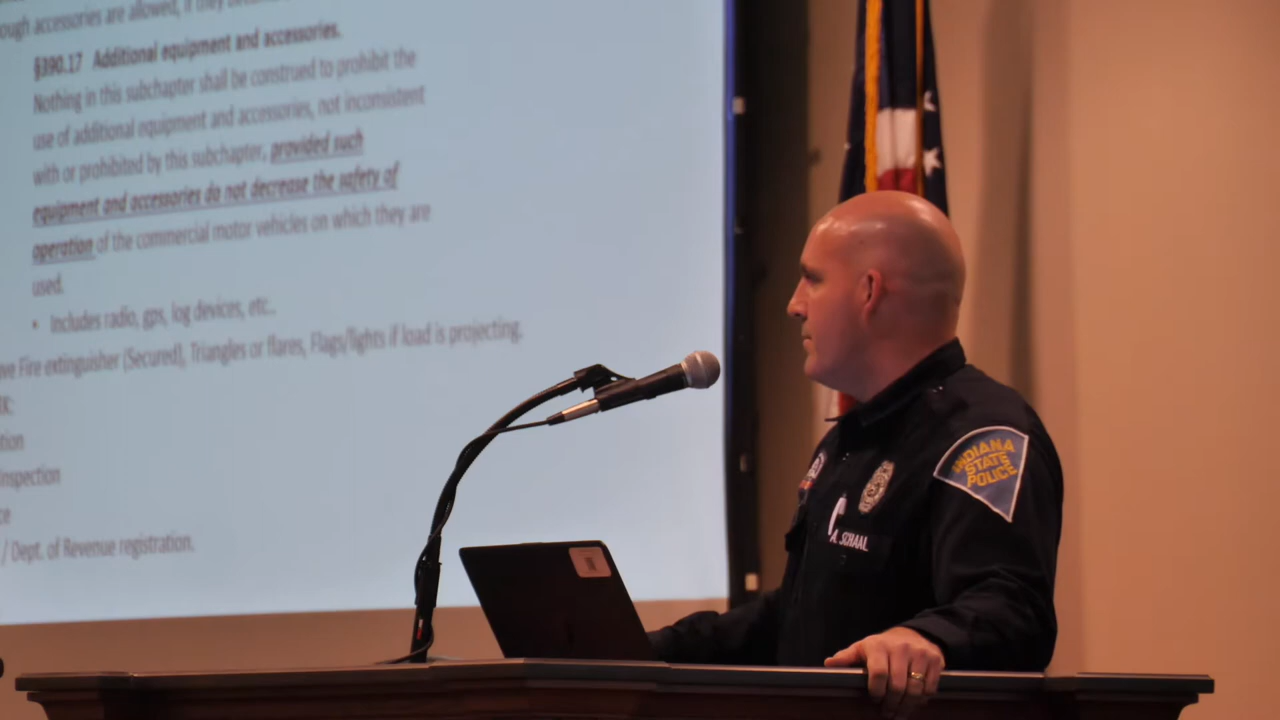 ough accessories are allowed, if they
§390.17 Additional equipment and accessories.
Nothing in this subchapter shall be construed to prohibit the
use of additional equipment and accessories, not inconsistent
with or prohibited by this subchapter, provided such
equipment and accessories do not decrease the safety of
operation of the commercial motor vehicles on which they are
used.
• Includes radio, gps, log devices, etc..
ve Fire extinguisher (Secured), Triangles or flares, Flags/lights if load is projecting.
K:
tion
inspection
ce
/ Dept. of Revenue registration.
INDIANA
STATE
POLICE
A. SCHAAL